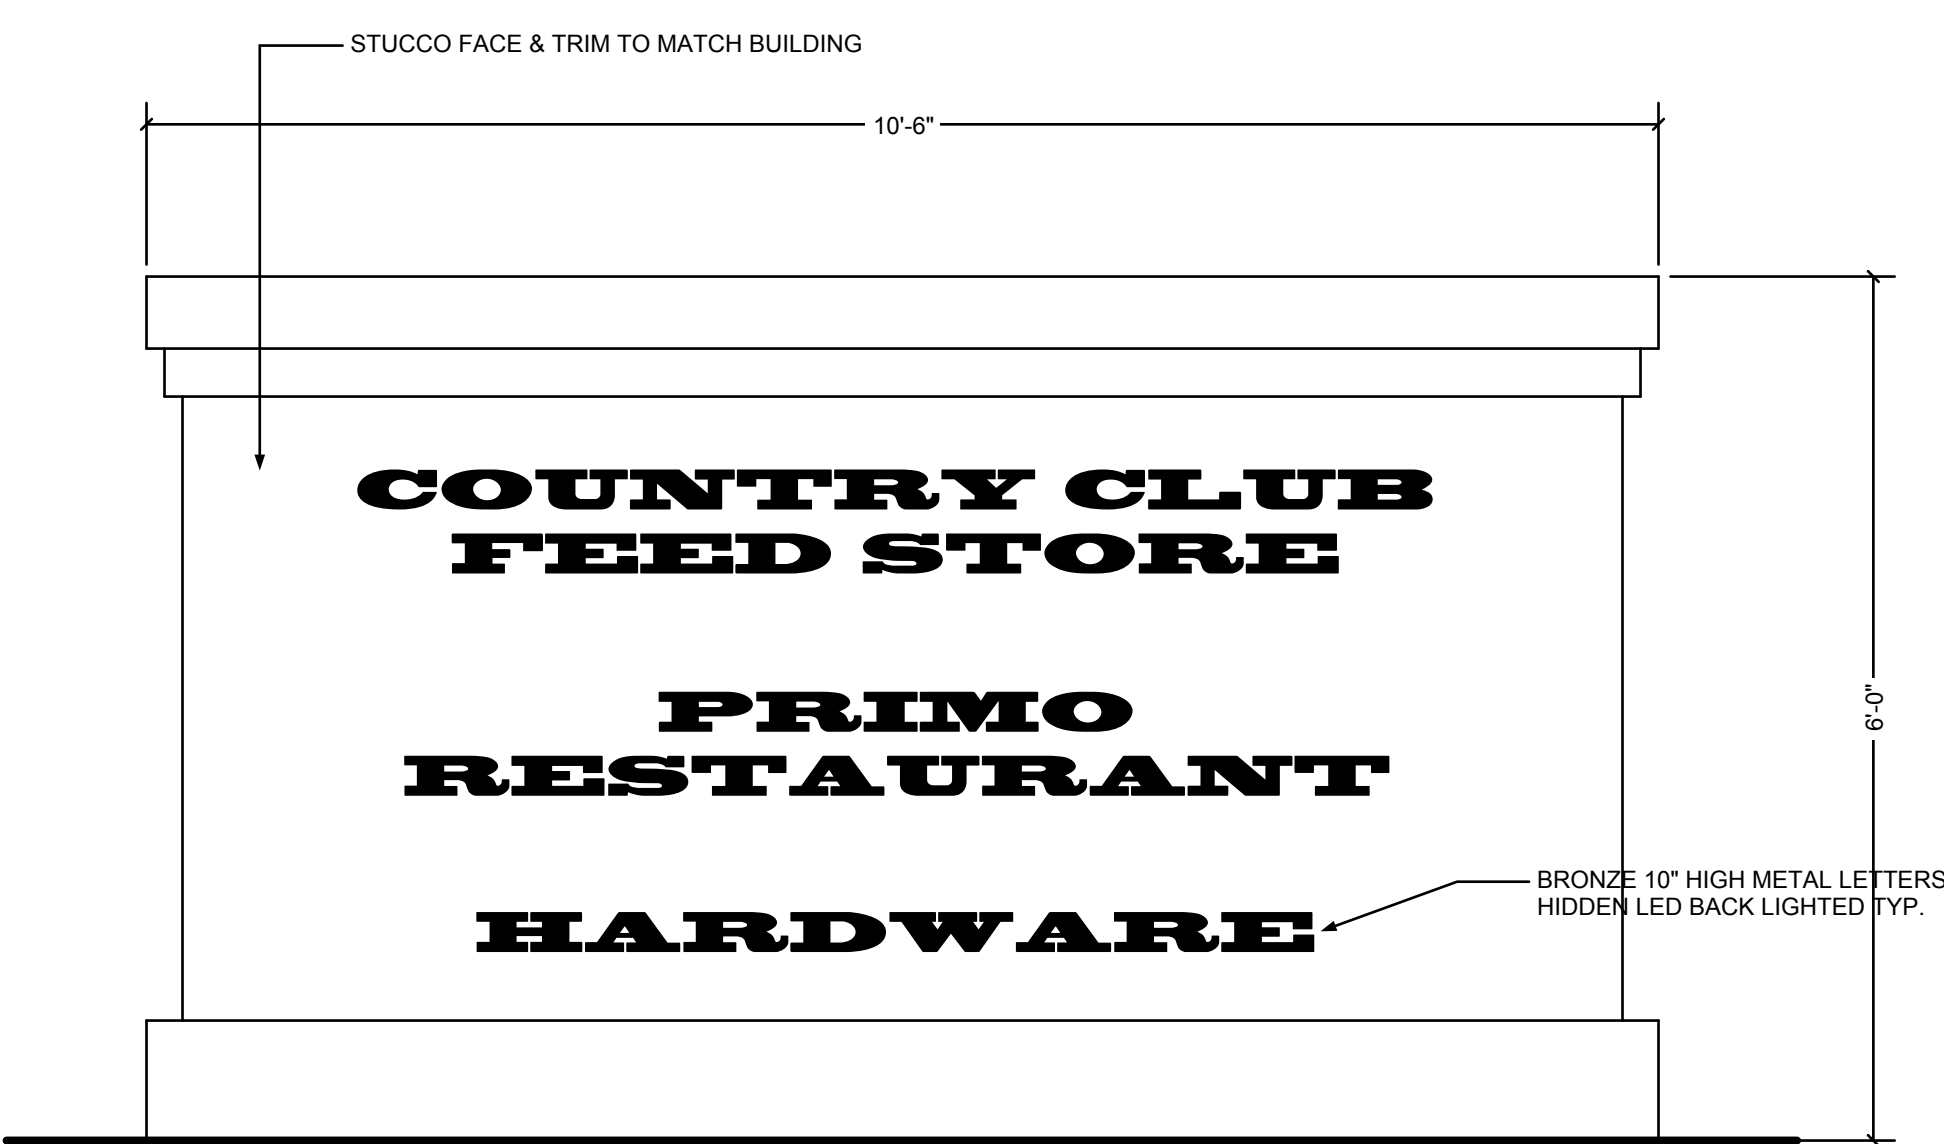 STUCCO FACE & TRIM TO MATCH BUILDING
10'-6"
COUNTRY CLUB
FEED STORE
PRIMO
RESTAURANT
6'-0"
BRONZE 10" HIGH METAL LETTERS
HIDDEN LED BACK LIGHTED TYP.
HARDWARE